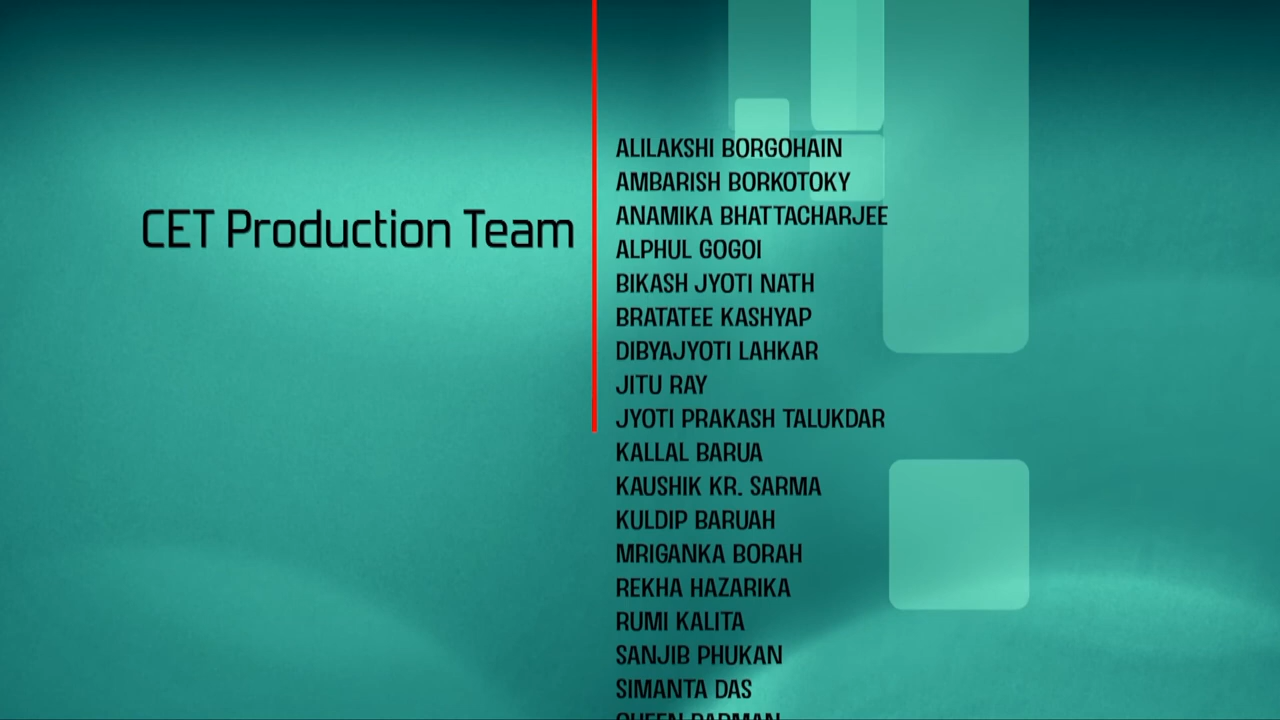 CET Production Team
ALILAKSHI BORGOHAIN
AMBARISH BORKOTOKY
ANAMIKA BHATTACHARJEE
ALPHUL GOGOI
BIKASH JYOTI NATH
BRATATEE KASHYAP
DIBYAJYOTI LAHKAR
JITU RAY
JYOTI PRAKASH TALUKDAR
KALLAL BARUA
KAUSHIK KR. SARMA
KULDIP BARUAH
MRIGANKA BORAH
REKHA HAZARIKA
RUMI KALITA
SANJIB PHUKAN
SIMANTA DAS